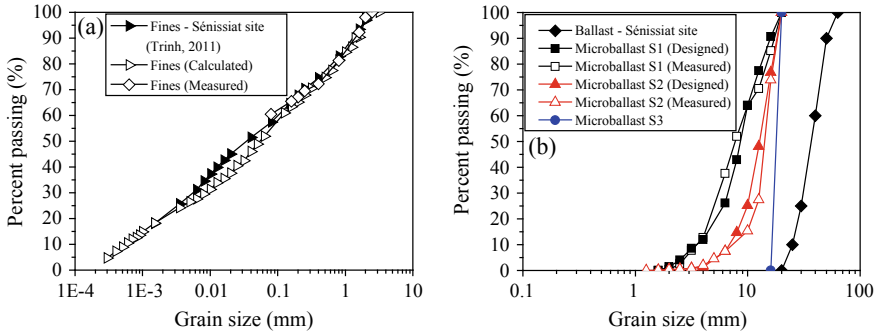 (a)
Fines - Sénissiat site
(Trinh, 2011)
Fines (Calculated)
Fines (Measured)
Percent passing (%)
100
90
80
70
60
50
40
30
20
10
0
1E-4
1E-3
0.01
0.1
1
10
Grain size (mm)
(b)
Ballast - Sénissiat site
Microballast S1 (Designed)
Microballast S1 (Measured)
Microballast S2 (Designed)
Microballast S2 (Measured)
Microballast S3
Percent passing (%)
100
90
80
70
60
50
40
30
20
10
0
0.1
1
10
100
Grain size (mm)